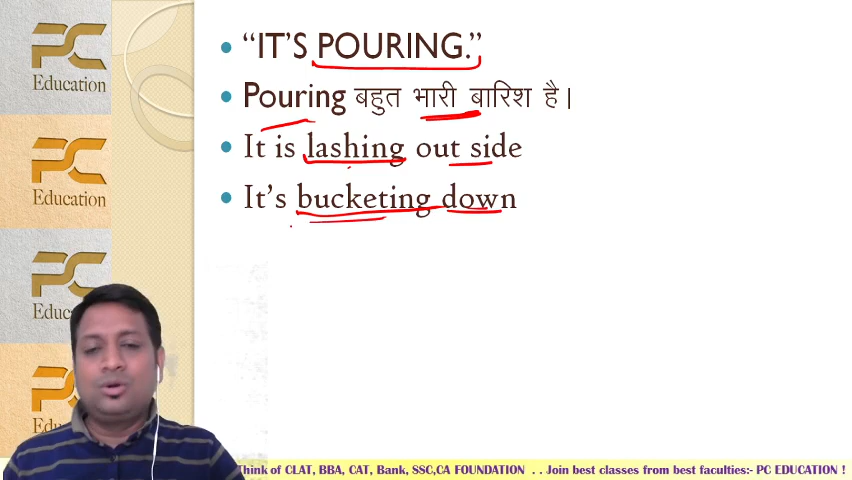 PC
Education
PC
Education
PC
Educa
PC
Edu
“IT’S POURING.”
Pouring बहुत भारी बारिश है।
It is lashing out side
It’s bucketing down
Think of CLAT, BBA, CAT, Bank, SSC,CA FOUNDATION . . Join best classes from best faculties:- PC EDUCATION !